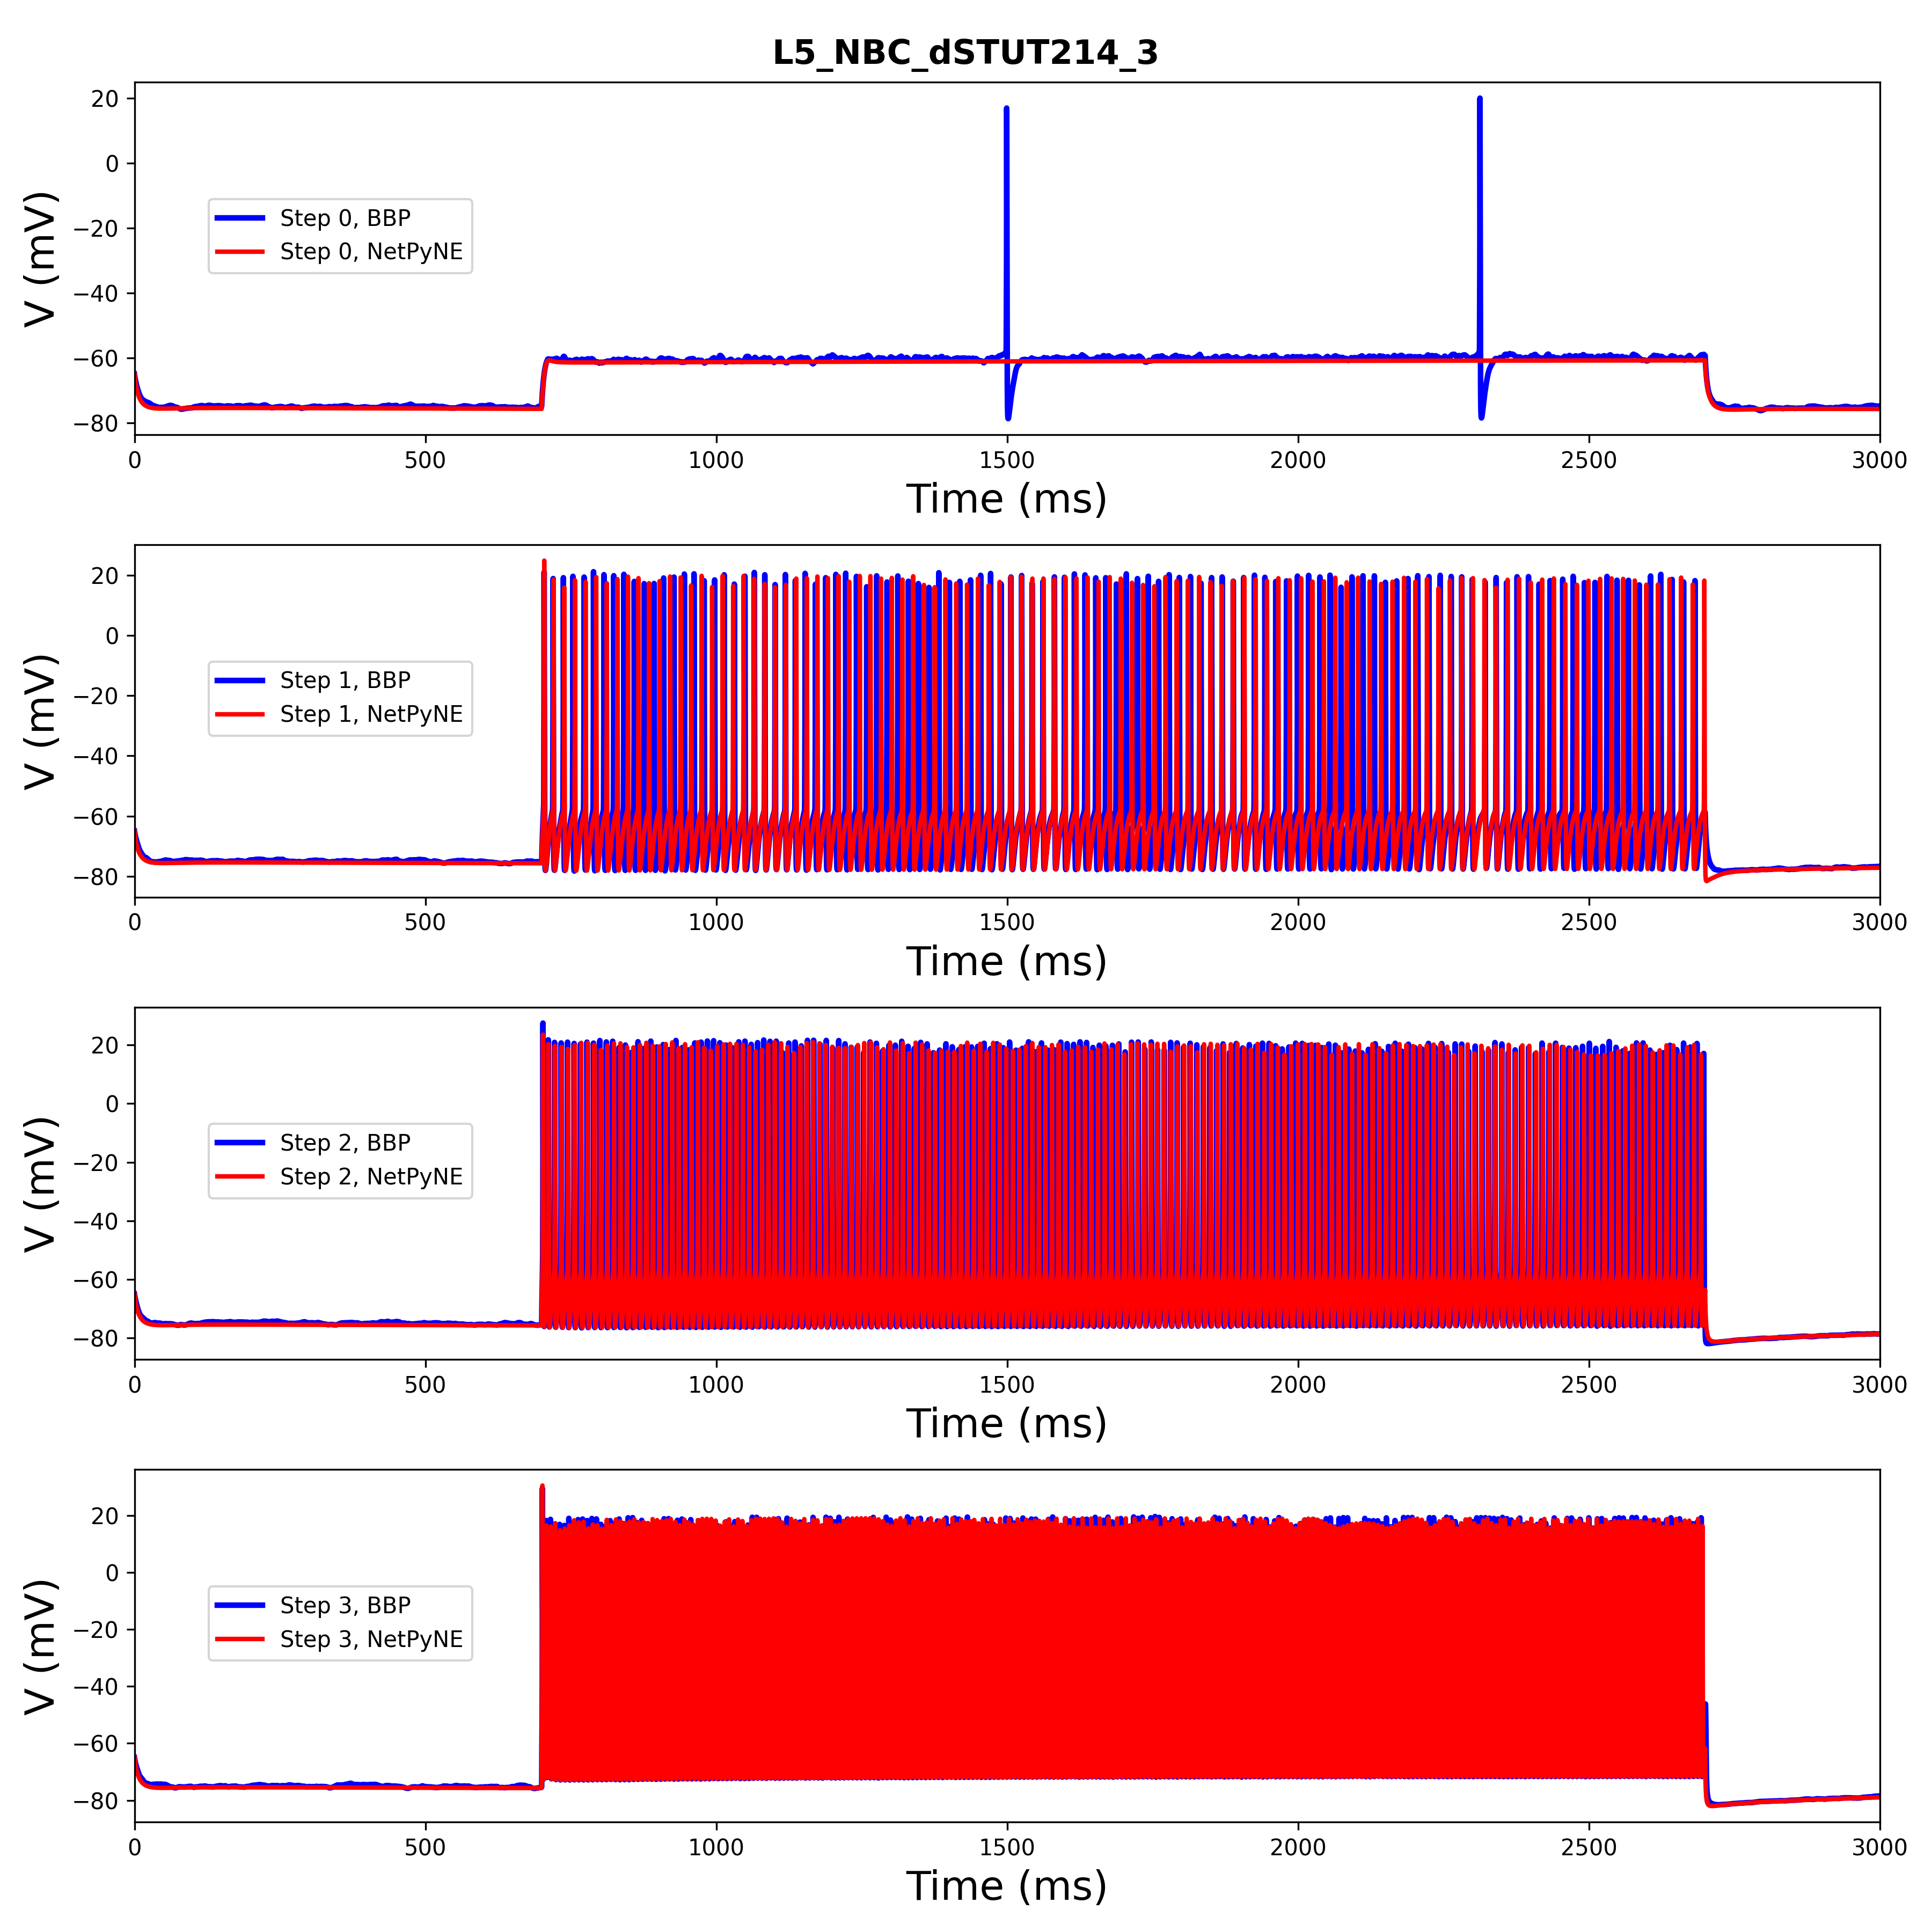 L5_NBC_dSTUT214_3
20
0
−20
−40
−60
−80
V (mV)
Step 0, BBP
Step 0, NetPyNE
0 500 1000 1500 2000 2500 3000
Time (ms)
20
0
−20
−40
−60
−80
V (mV)
Step 1, BBP
Step 1, NetPyNE
0 500 1000 1500 2000 2500 3000
Time (ms)
20
0
−20
−40
−60
−80
V (mV)
Step 2, BBP
Step 2, NetPyNE
0 500 1000 1500 2000 2500 3000
Time (ms)
20
0
−20
−40
−60
−80
V (mV)
Step 3, BBP
Step 3, NetPyNE
0 500 1000 1500 2000 2500 3000
Time (ms)